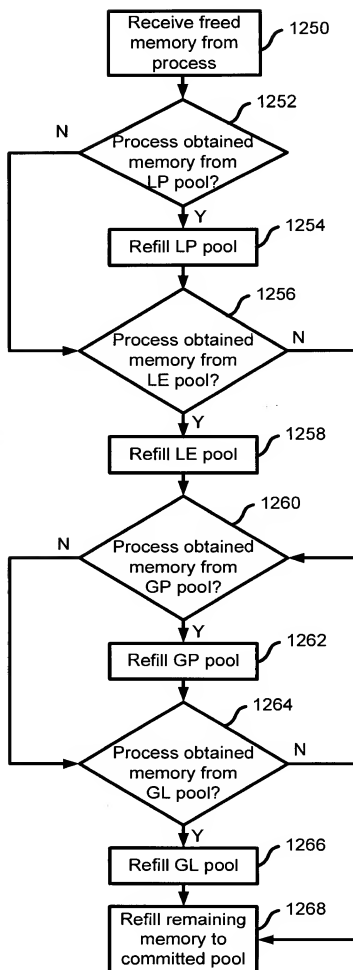 Receive freed
memory from
process
1250
1252
N
Process obtained
memory from
LP pool?
Y
1254
Refill LP pool
1256
Process obtained
memory from
LE pool?
N
Y
1258
Refill LE pool
1260
N
Process obtained
memory from
GP pool?
Y
1262
Refill GP pool
1264
Process obtained
memory from
GL pool?
N
Y
1266
Refill GL pool
1268
Refill remaining
memory to
committed pool